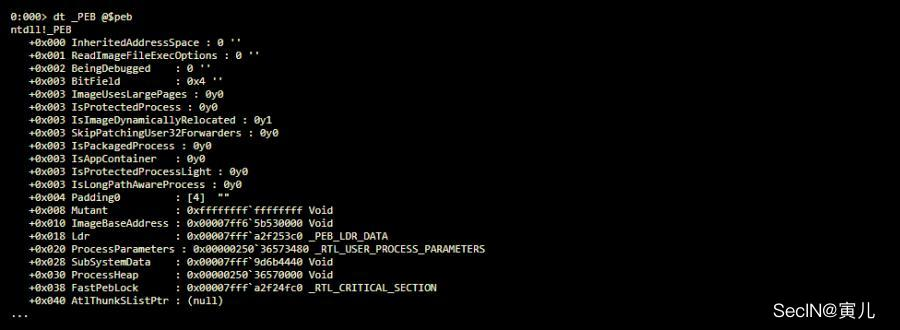 0:000> dt _PEB @$peb
ntdll!_PEB
+0x000 InheritedAddressSpace : 0 ''
+0x001 ReadImageFileExecOptions : 0 ''
+0x002 BeingDebugged    : 0 ''
+0x003 BitField         : 0x4 ''
+0x003 ImageUsesLargePages : 0y0
+0x003 IsProtectedProcess : 0y0
+0x003 IsImageDynamicallyRelocated : 0y1
+0x003 SkipPatchingUser32Forwarders : 0y0
+0x003 IsPackagedProcess : 0y0
+0x003 IsAppContainer   : 0y0
+0x003 IsProtectedProcessLight : 0y0
+0x003 IsLongPathAwareProcess : 0y0
+0x004 Padding0         : [4]  ""
+0x008 Mutant           : 0xffffffff`ffffffff Void
+0x010 ImageBaseAddress : 0x00007ff6`5b530000 Void
+0x018 Ldr              : 0x00007fff`a2f253c0 _PEB_LDR_DATA
+0x020 ProcessParameters : 0x00000250`36573480 _RTL_USER_PROCESS_PARAMETERS
+0x028 SubSystemData    : 0x00007fff`9d6b4440 Void
+0x030 ProcessHeap      : 0x00000250`36570000 Void
+0x038 FastPebLock      : 0x00007fff`a2f24fc0 _RTL_CRITICAL_SECTION
+0x040 AtlThunkSListPtr : (null)
...
SecIN@寅儿